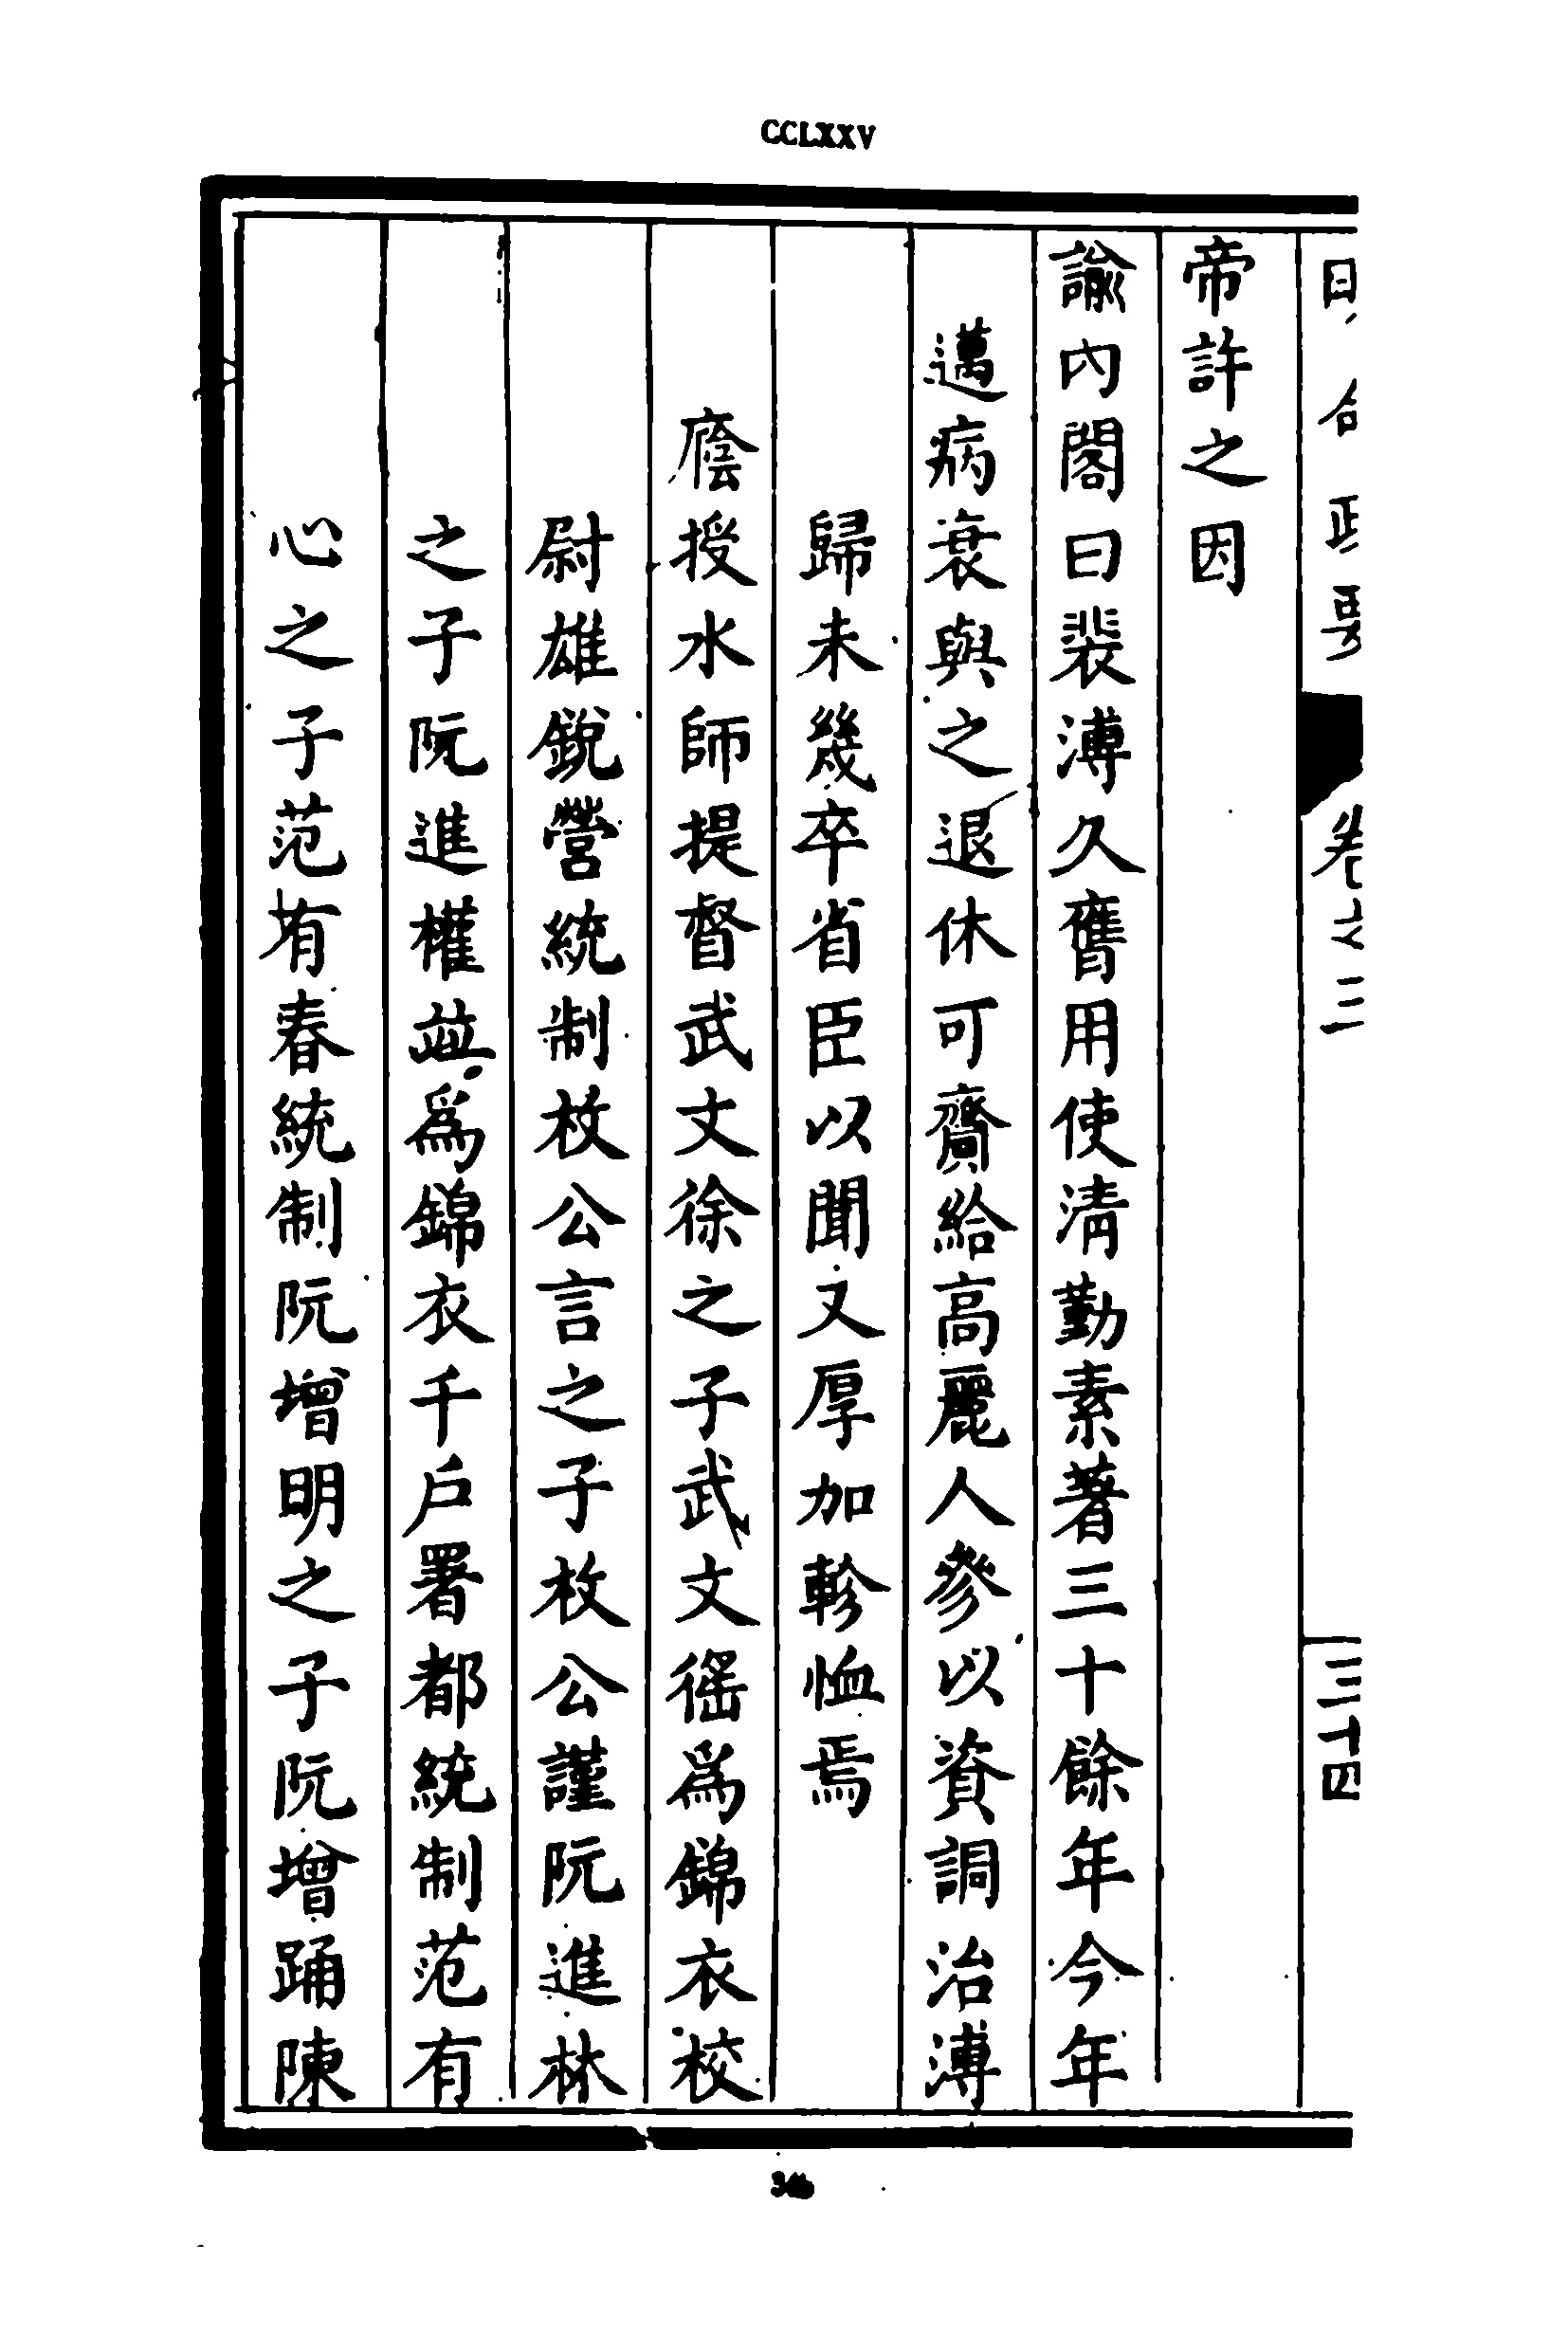 CCLXXV
政要 卷之三 三十四
帝許之因
諭內閣曰裴溥久膺用使清勤素著三十餘年今年
邁病衰與之退休可齎給高麗人參以資調治溥
歸未幾卒省臣以聞又厚加軫恤焉
廕授水師提督武文徐之子武文徭爲錦衣校
尉雄銳營統制枚公言之子枚公謹阮進林
之子阮進權並爲錦衣千戶署都統制范有
心之子范有春統制阮增明之子阮增踊陳
34b